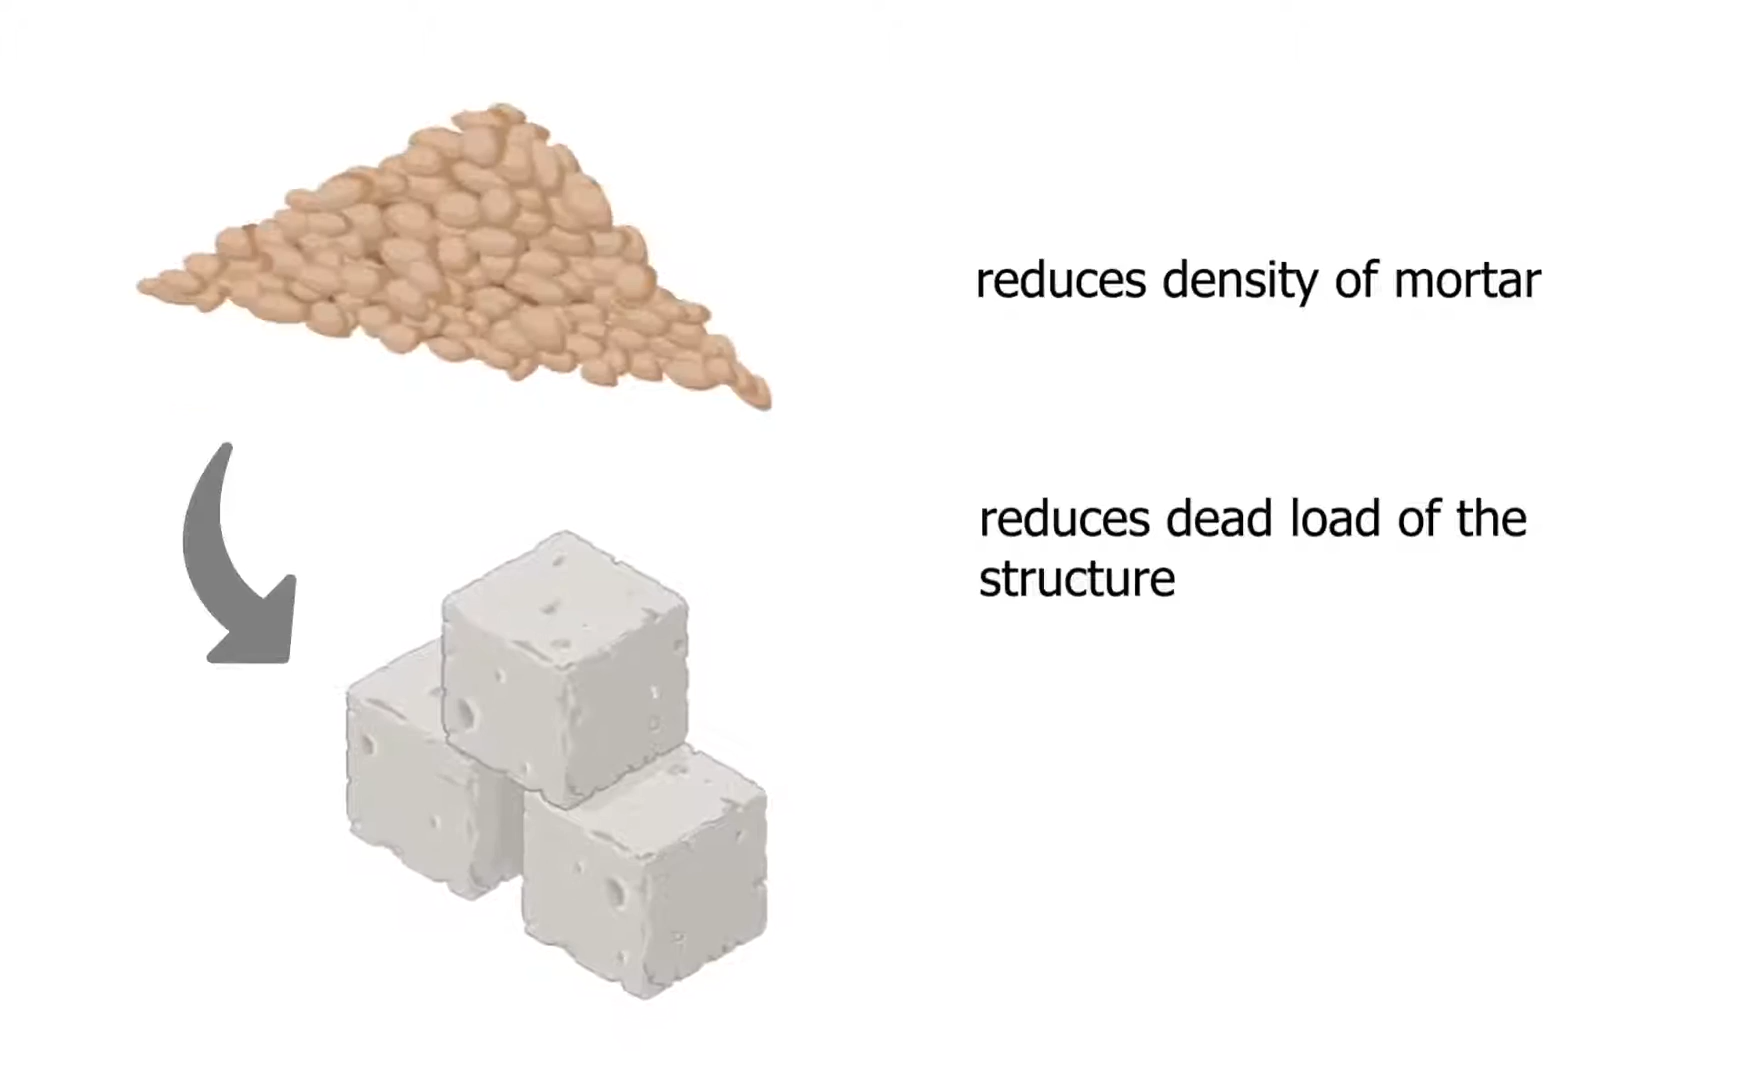 reduces density of mortar
reduces dead load of the
structure